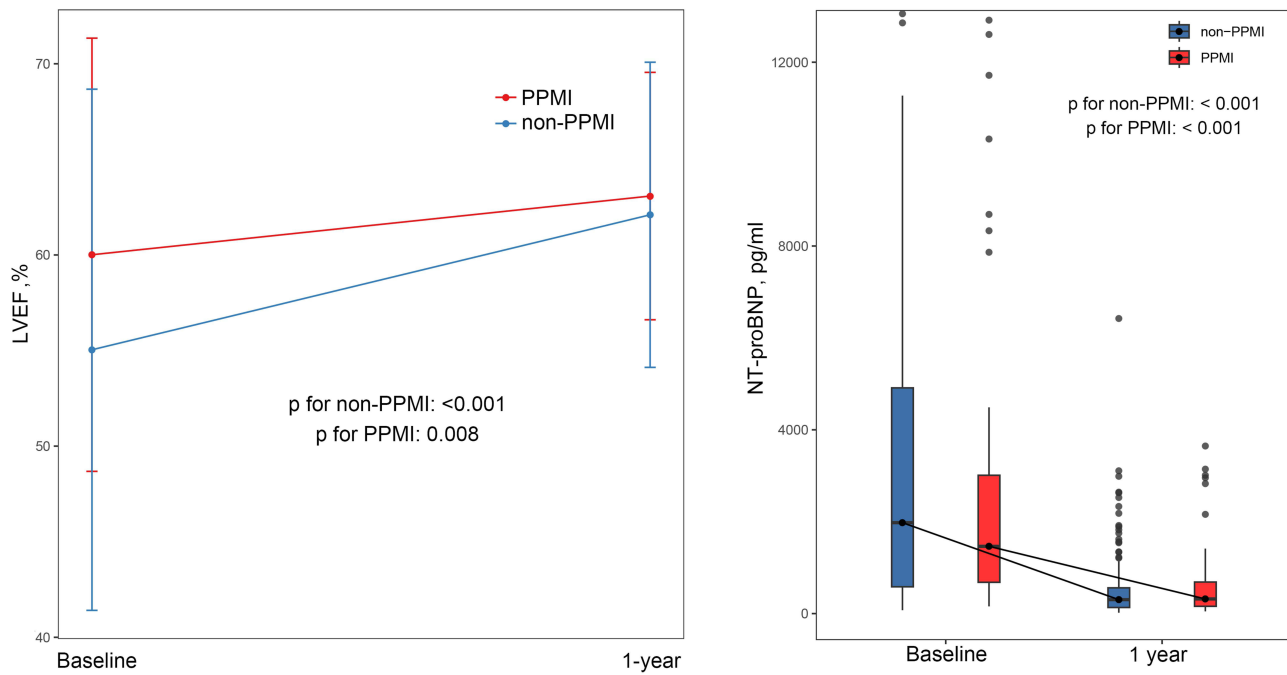 70
60
50
40
LVEF,%
PPMI
non-PPMI
p for non-PPMI: <0.001
p for PPMI: 0.008
Baseline
1-year
12000
8000
4000
0
NT-proBNP, pg/ml
non-PPMI
PPMI
p for non-PPMI: < 0.001
p for PPMI: < 0.001
Baseline
1 year